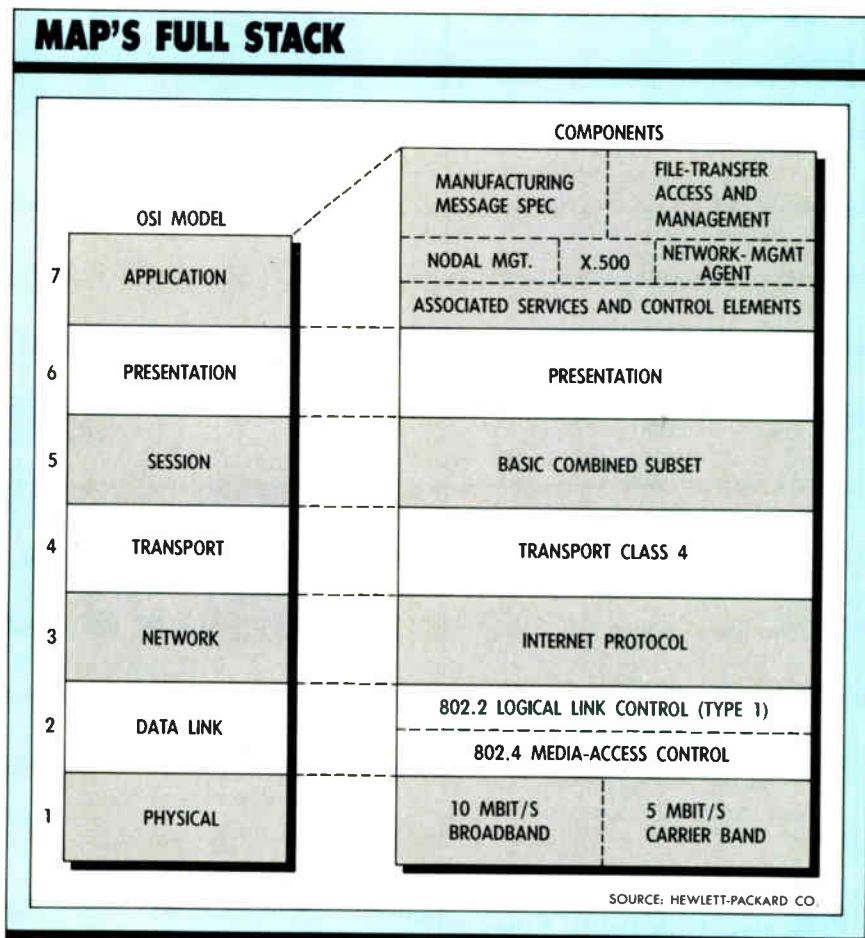 MAP'S FULL STACK
COMPONENTS
OSI MODEL
MANUFACTURING
MESSAGE SPEC
FILE-TRANSFER
ACCESS AND
MANAGEMENT
7 APPLICATION
NODAL MGT.
X.500
NETWORK-MGMT
AGENT
ASSOCIATED SERVICES AND CONTROL ELEMENTS
6 PRESENTATION
PRESENTATION
5 SESSION
BASIC COMBINED SUBSET
4 TRANSPORT
TRANSPORT CLASS 4
3 NETWORK
INTERNET PROTOCOL
2 DATA LINK
802.2 LOGICAL LINK CONTROL (TYPE 1)
802.4 MEDIA-ACCESS CONTROL
1 PHYSICAL
10 MBIT/S
BROADBAND
5 MBIT/S
CARRIER BAND
SOURCE: HEWLETT-PACKARD CO.